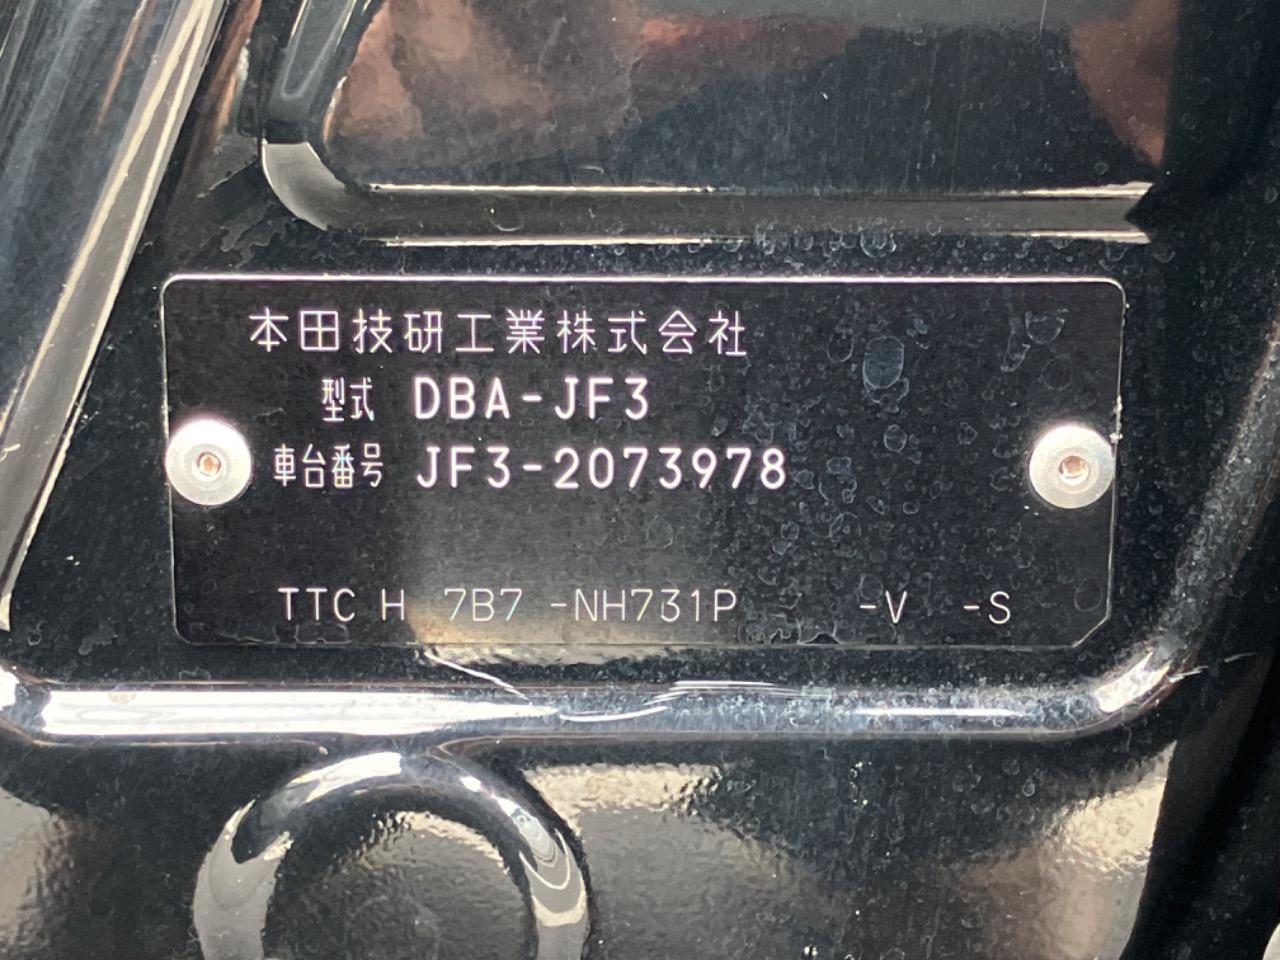 本田技研工業株式会社
型式 DBA-JF3
車台番号 JF3-2073978
TTC H 7B7 -NH731P -V -S